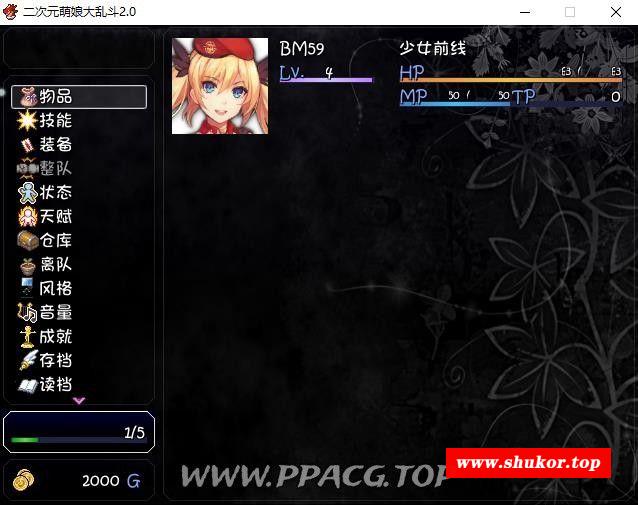 二次元萌娘大乱斗2.0
物品
技能
装备
整队
状态
天赋
仓库
离队
风格
音量
成就
存档
读档
1/5
2000 G
BM59
Lv. 4
少女前线
HP
MP 50 / 50 TP 0
WWW.PPACG.TOP
www.shukor.top